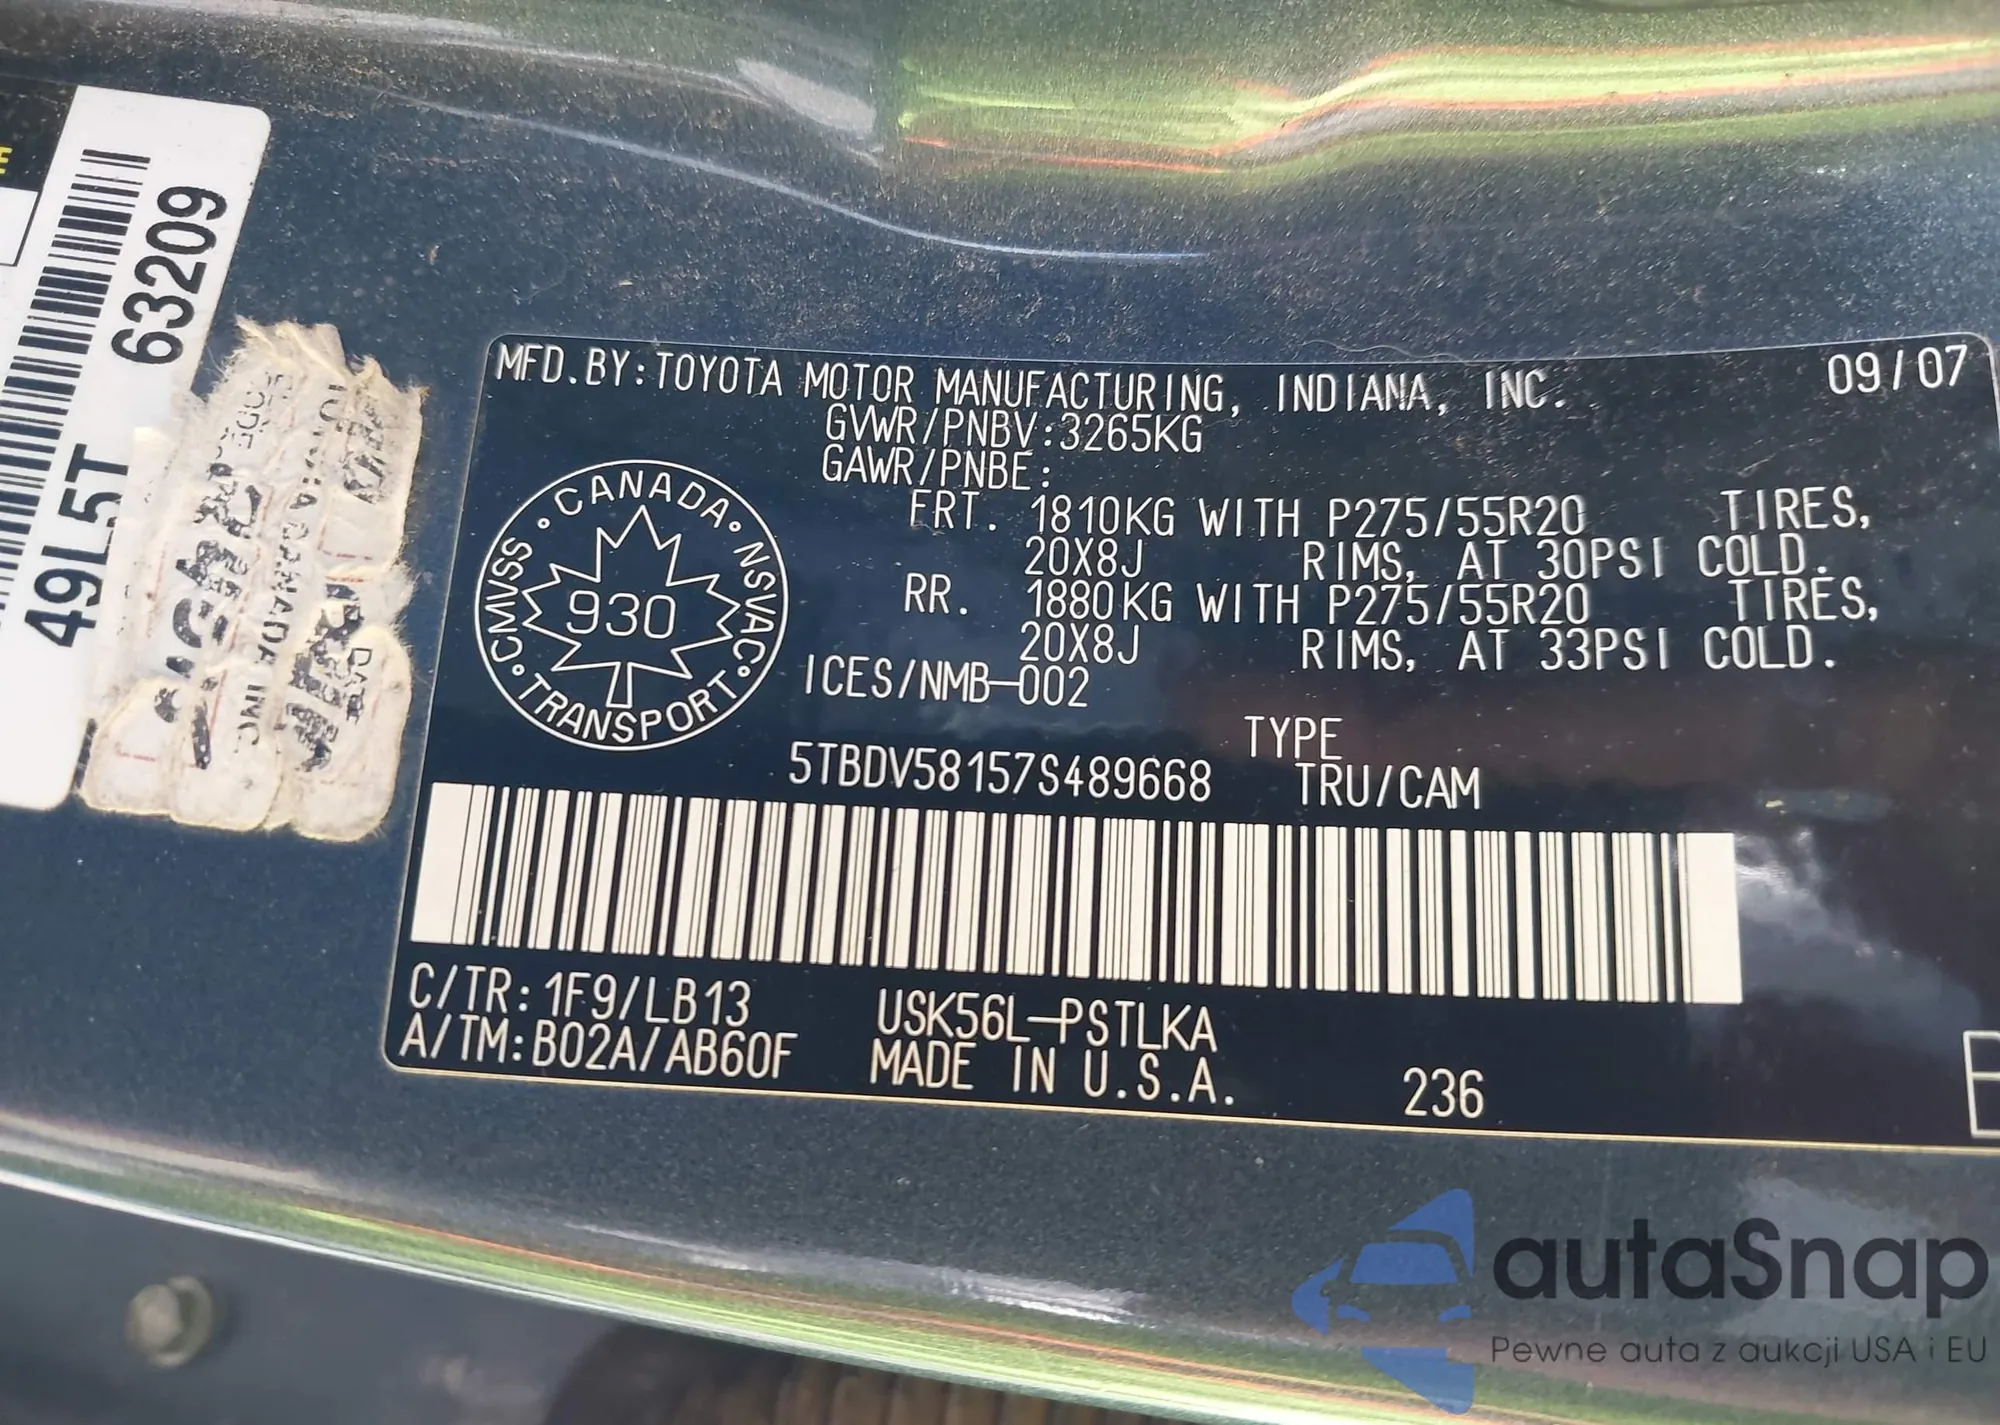 63209
49L5T
MFD.BY:TOYOTA MOTOR MANUFACTURING, INDIANA, INC. 09/07
GVWR/PNBV:3265KG
GAWR/PNBE:
FRT. 1810KG WITH P275/55R20 TIRES,
20X8J RIMS, AT 30PSI COLD.
RR. 1880KG WITH P275/55R20 TIRES,
20X8J RIMS, AT 33PSI COLD.
CANADA NSVAC TRANSPORT CMVSS
930
ICES/NMB-002
TYPE
5TBDV58157S489668 TRU/CAM
C/TR:1F9/LB13 USK56L-PSTLKA
A/TM:B02A/AB60F MADE IN U.S.A. 236
CANADA INC.
autaSnap
Pewne auta z aukcji USA i EU